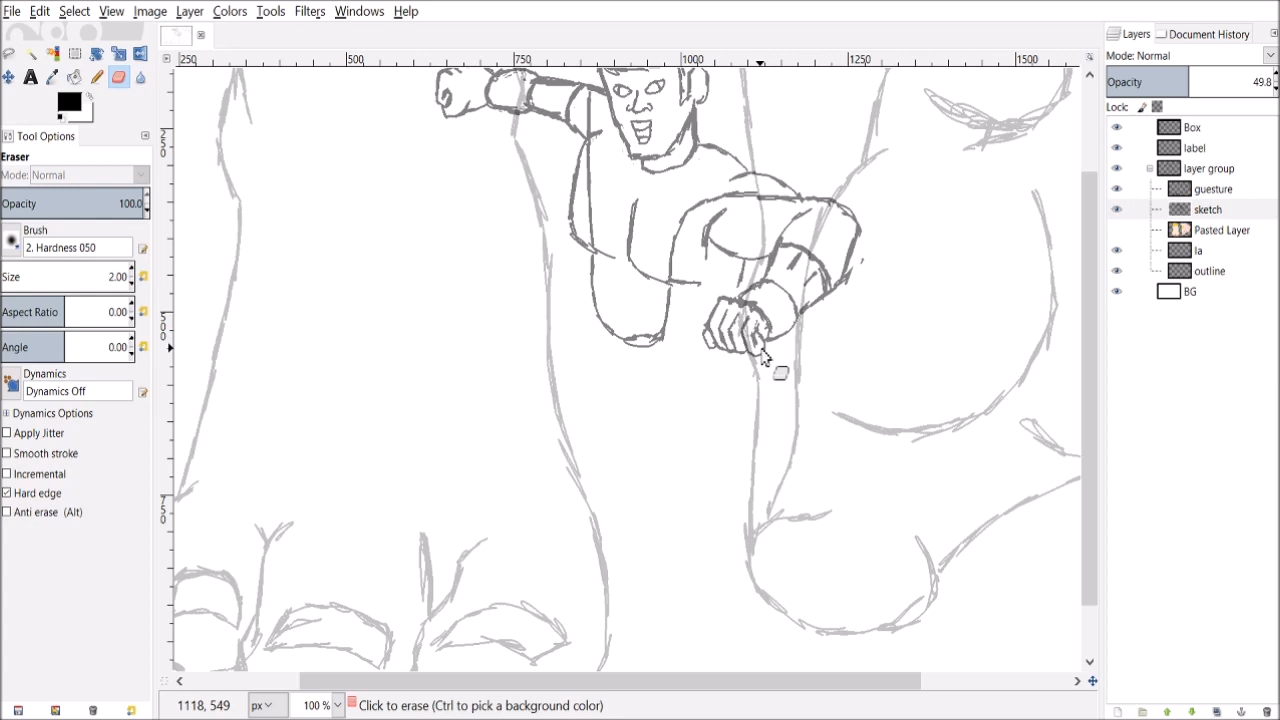 File Edit Select View Image Layer Colors Tools Filters Windows Help
Layers Document History
250 500 750 1000 1250 1500
Mode: Normal
Opacity 49.8
Lock:
Box
label
layer group
guesture
sketch
Pasted Layer
la
outline
BG
Tool Options
Eraser
Mode: Normal
Opacity 100.0
Brush
2. Hardness 050
Size 2.00
Aspect Ratio 0.00
Angle 0.00
Dynamics
Dynamics Off
Dynamics Options
Apply Jitter
Smooth stroke
Incremental
Hard edge
Anti erase (Alt)
250
500
750
1118, 549 px 100 % Click to erase (Ctrl to pick a background color)